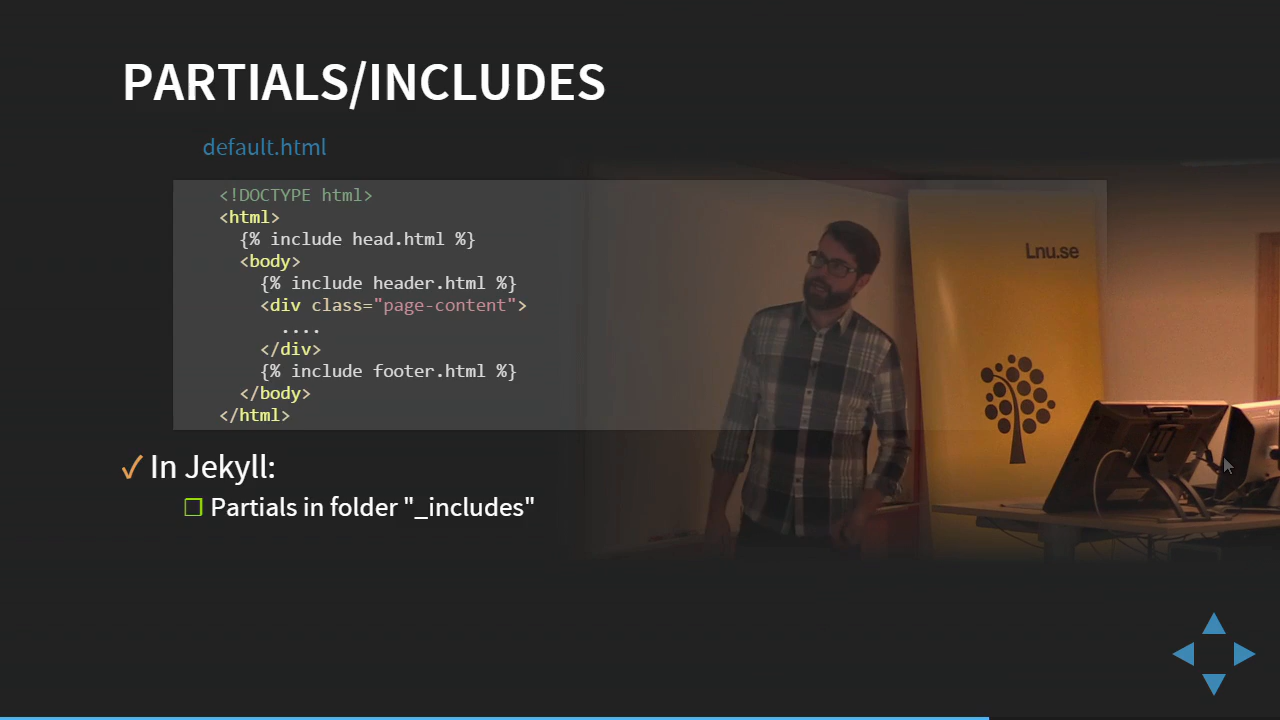 PARTIALS/INCLUDES
default.html
<!DOCTYPE html>
<html>
{% include head.html %}
<body>
{% include header.html %}
<div class="page-content">
....
</div>
{% include footer.html %}
</body>
</html>
Lnu.se
✓ In Jekyll:
❐ Partials in folder "_includes"